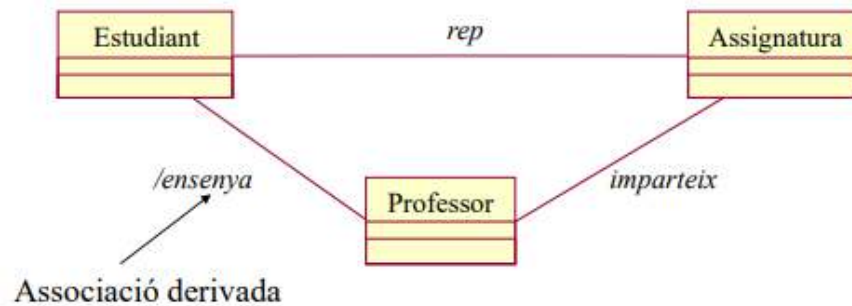 Estudiant
rep
Assignatura
/ensenya
Professor
imparteix
Associació derivada